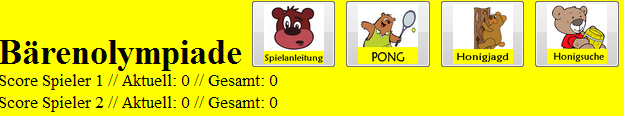 Bärenolympiade
Spielanleitung
PONG
Honigjagd
Honigsuche
Score Spieler 1 // Aktuell: 0 // Gesamt: 0
Score Spieler 2 // Aktuell: 0 // Gesamt: 0